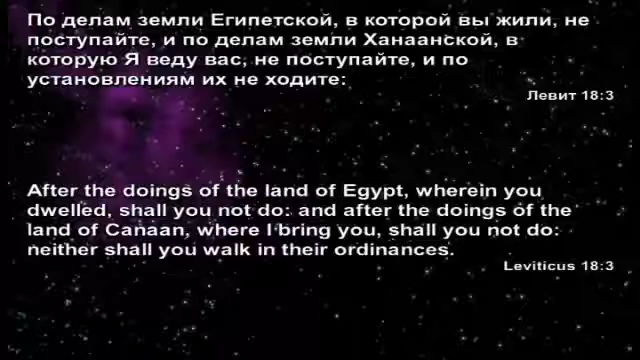 По делам земли Египетской, в которой вы жили, не
поступайте, и по делам земли Ханаанской, в
которую Я веду вас, не поступайте, и по
установлениям их не ходите:
Левит 18:3
After the doings of the land of Egypt, wherein you
dwelled, shall you not do: and after the doings of the
land of Canaan, where I bring you, shall you not do:
neither shall you walk in their ordinances.
Leviticus 18:3